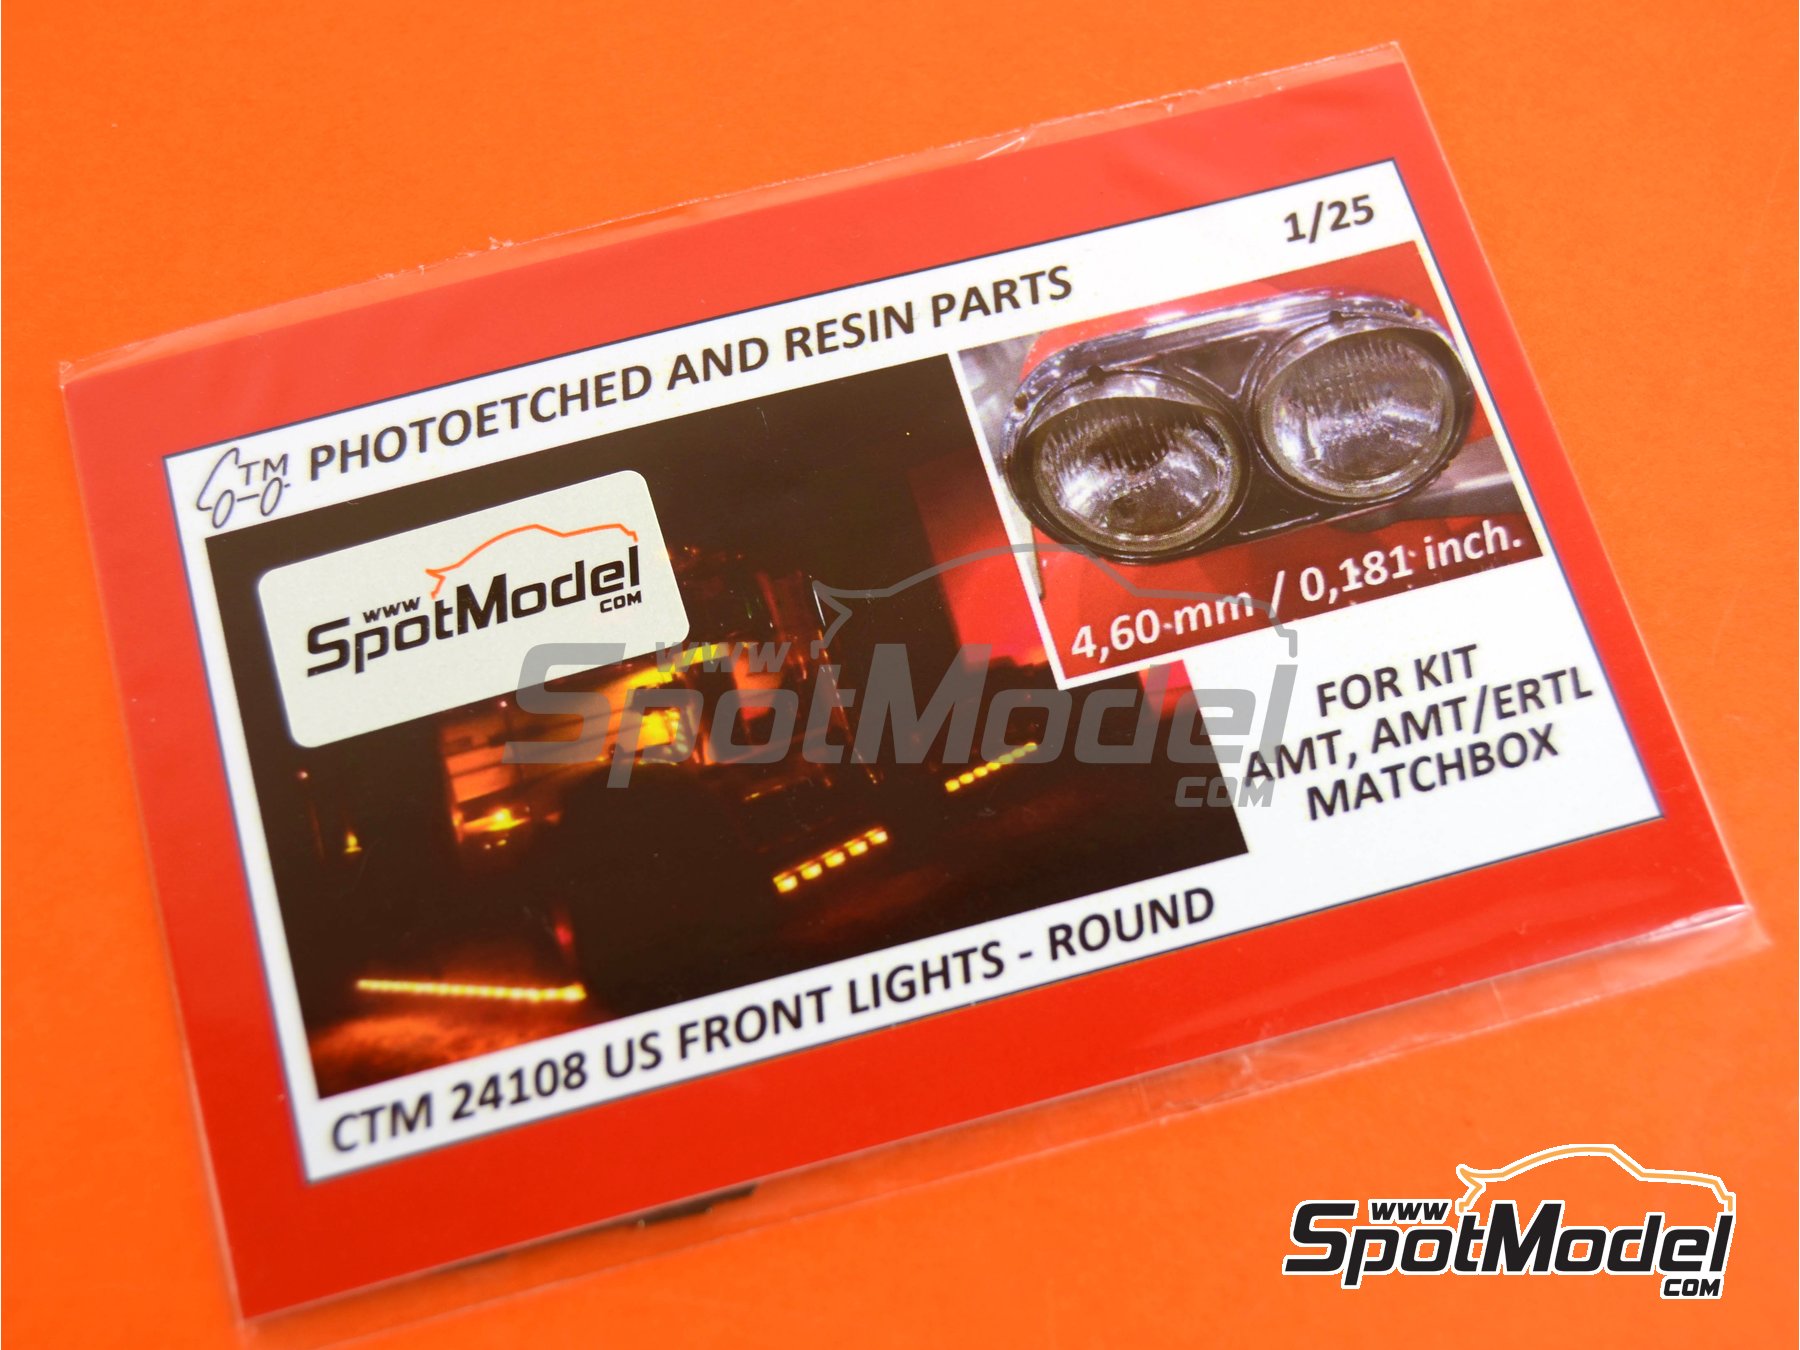 1/25
CTM PHOTOETCHED AND RESIN PARTS
www
SpotModel
COM
4,60 mm / 0,181 inch.
www
SpotModel
COM
FOR KIT
AMT, AMT/ERTL
MATCHBOX
CTM 24108 US FRONT LIGHTS - ROUND
www
SpotModel
COM